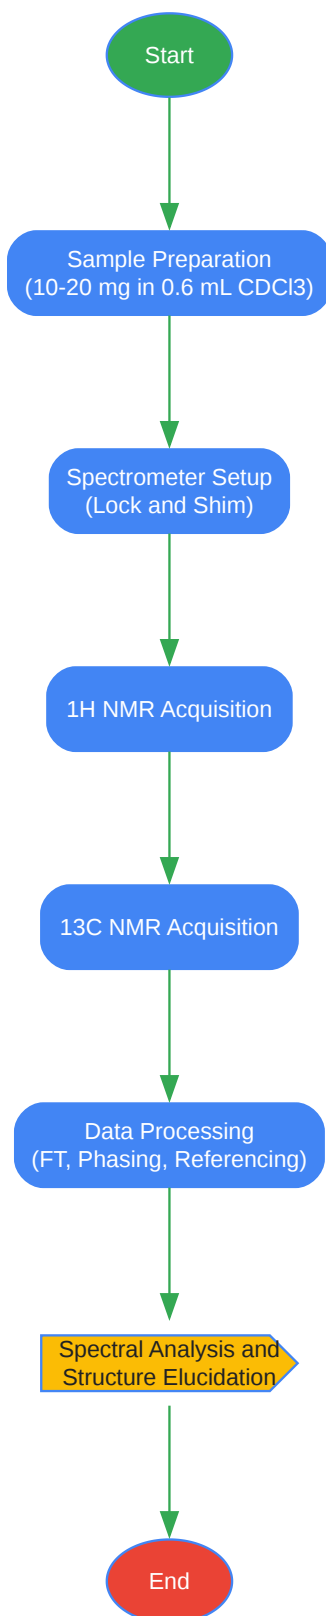 Start
Sample Preparation
(10-20 mg in 0.6 mL CDCl3)
Spectrometer Setup
(Lock and Shim)
1H NMR Acquisition
13C NMR Acquisition
Data Processing
(FT, Phasing, Referencing)
Spectral Analysis and
Structure Elucidation
End